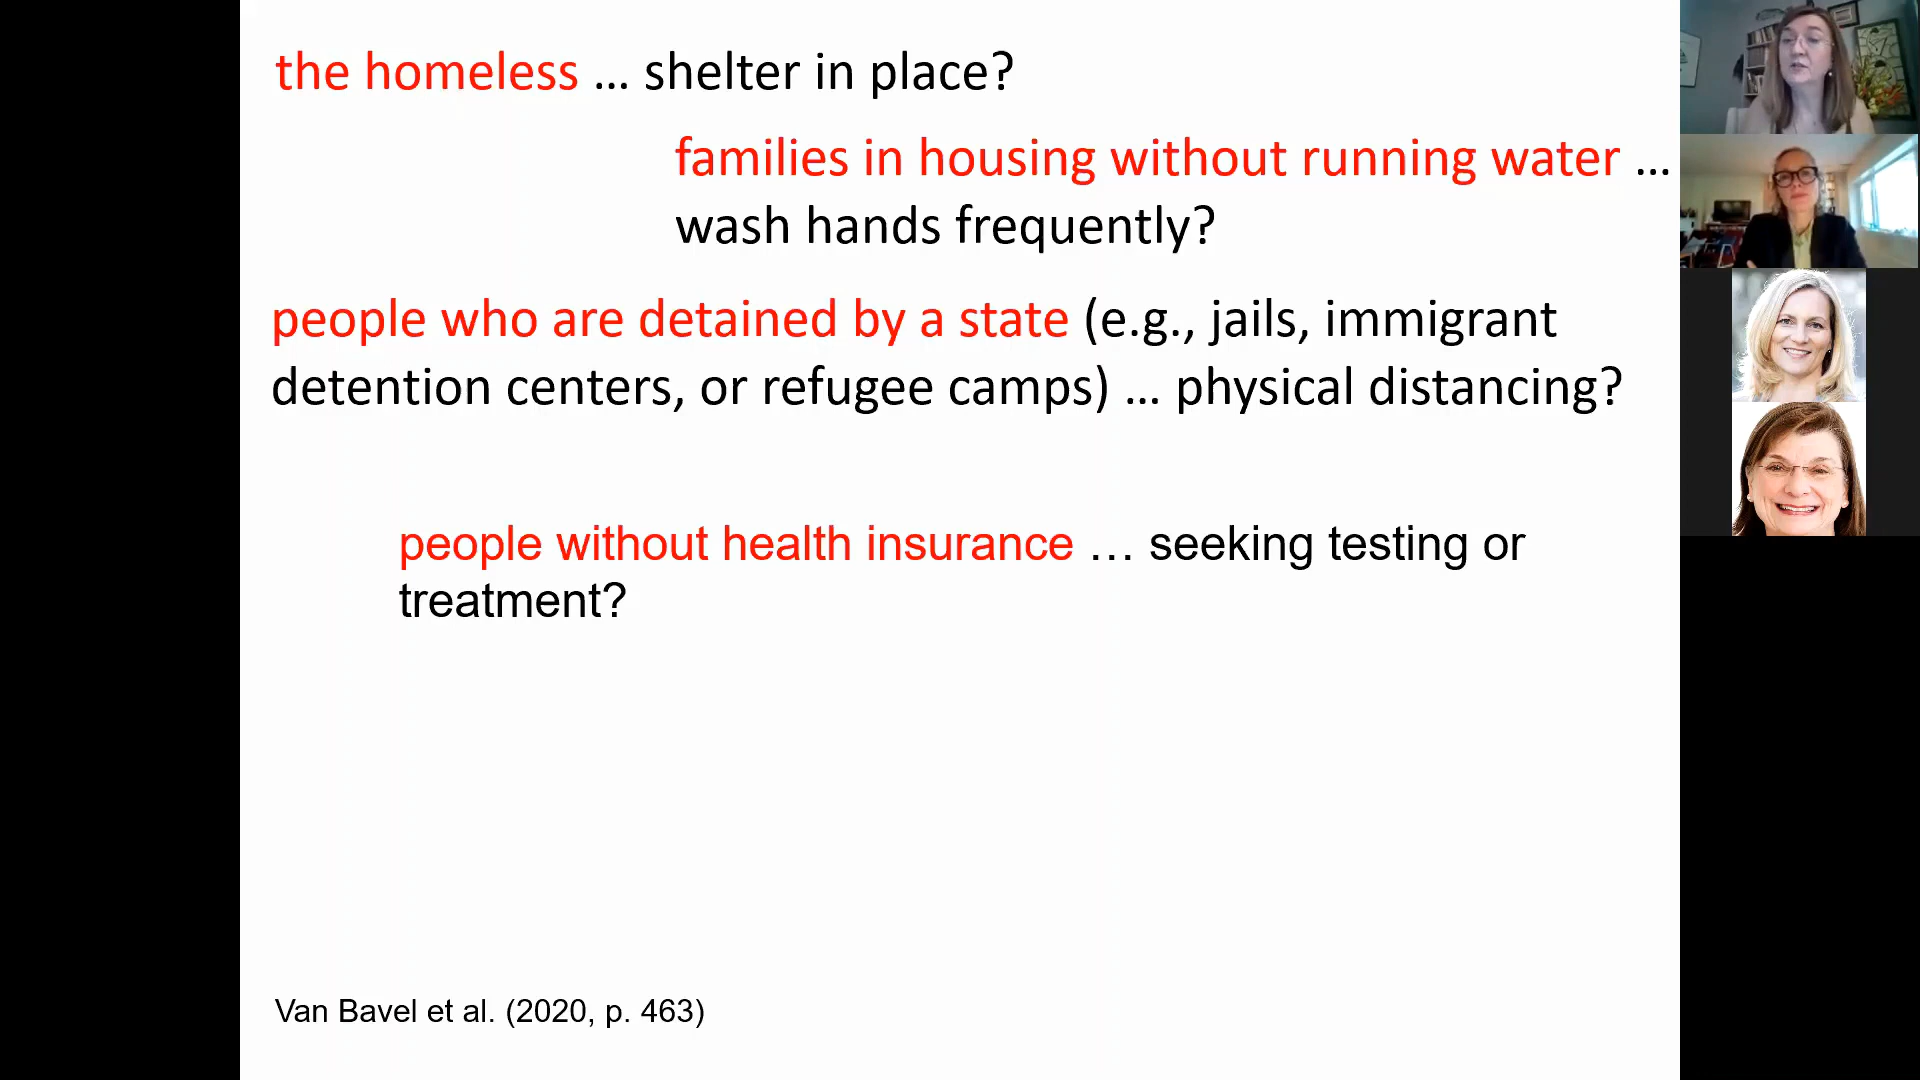 the homeless … shelter in place?
families in housing without running water …
wash hands frequently?
people who are detained by a state (e.g., jails, immigrant
detention centers, or refugee camps) … physical distancing?
people without health insurance … seeking testing or
treatment?
Van Bavel et al. (2020, p. 463)